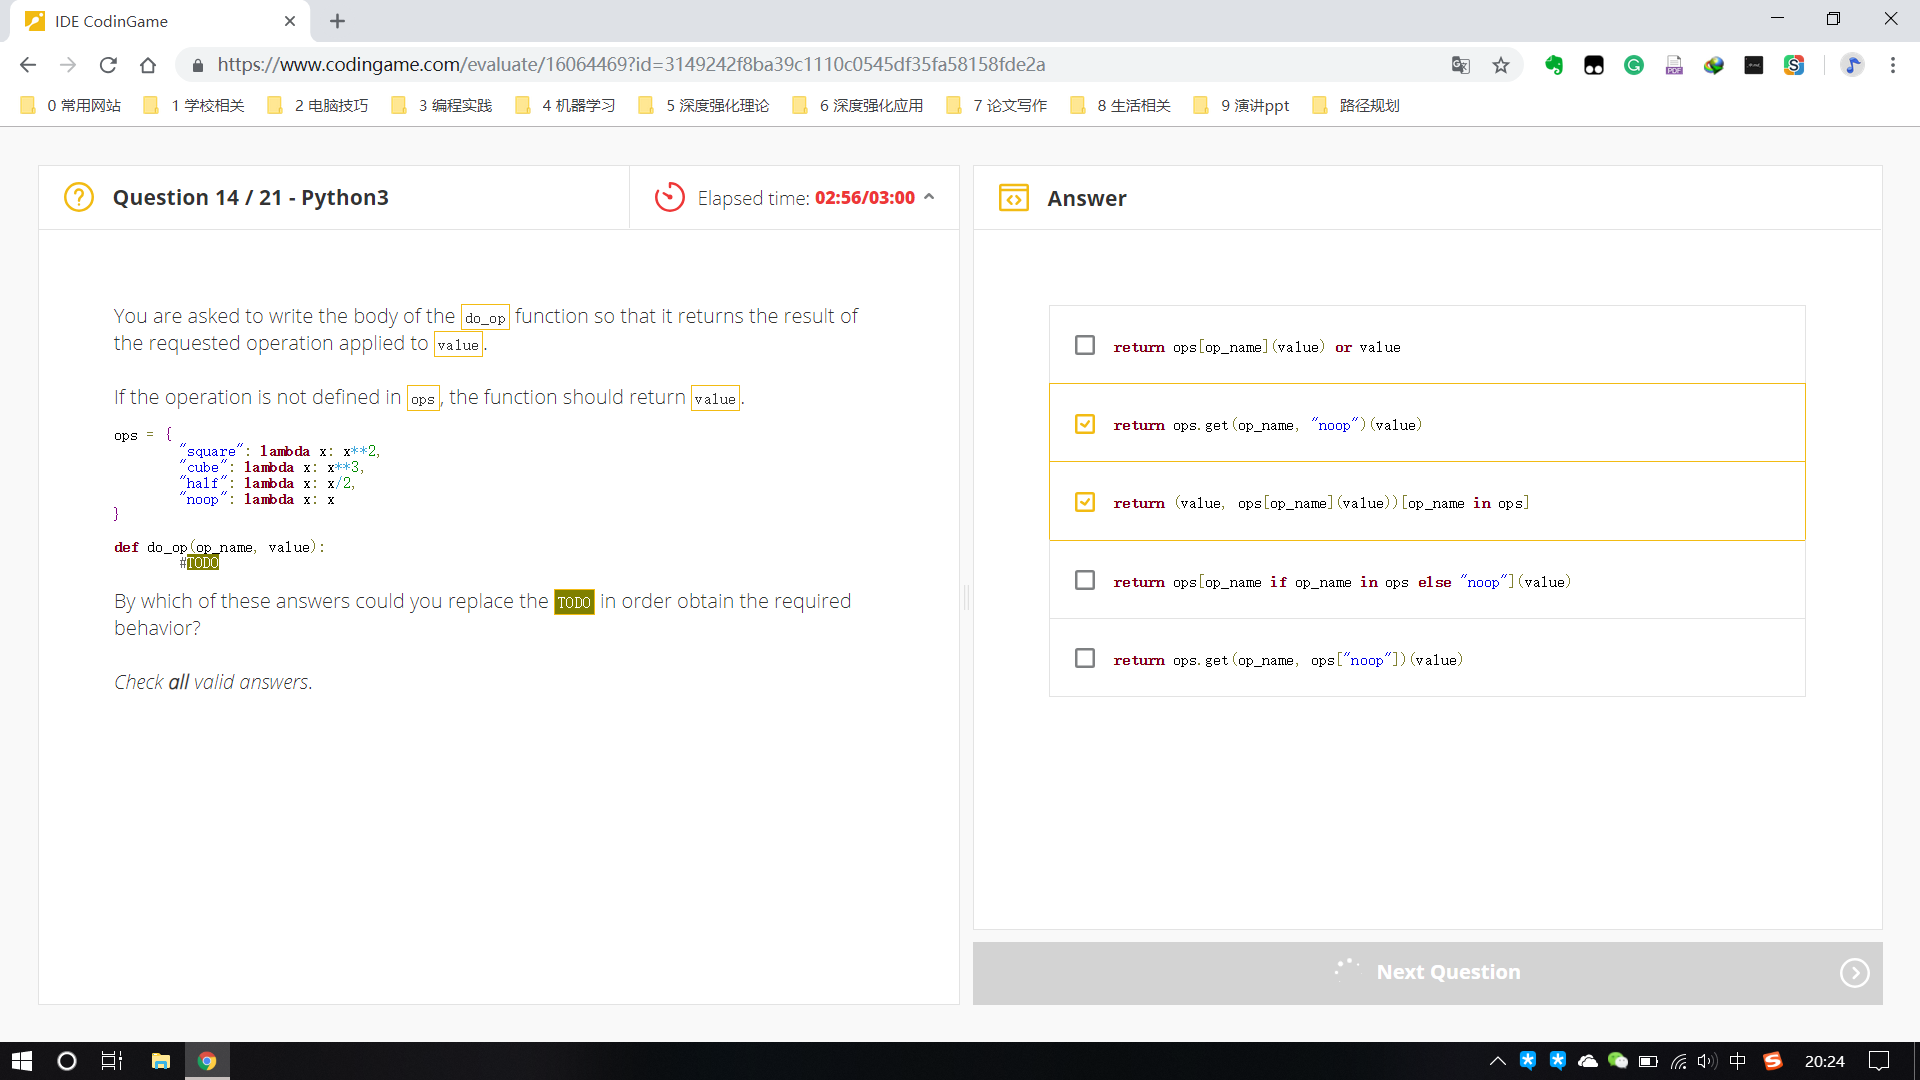 IDE CodinGame
https://www.codingame.com/evaluate/16064469?id=3149242f8ba39c1110c0545df35fa58158fde2a
0 常用网站 1 学校相关 2 电脑技巧 3 编程实践 4 机器学习 5 深度强化理论 6 深度强化应用 7 论文写作 8 生活相关 9 演讲ppt 路径规划
Question 14 / 21 - Python3
Elapsed time: 02:56/03:00
You are asked to write the body of the do_op function so that it returns the result of
the requested operation applied to value.
If the operation is not defined in ops, the function should return value.
ops = {
"square": lambda x: x**2,
"cube": lambda x: x**3,
"half": lambda x: x/2,
"noop": lambda x: x
}
def do_op(op_name, value):
#TODO
By which of these answers could you replace the TODO in order obtain the required
behavior?
Check all valid answers.
Answer
return ops[op_name](value) or value
return ops.get(op_name, "noop")(value)
return (value, ops[op_name](value))[op_name in ops]
return ops[op_name if op_name in ops else "noop"](value)
return ops.get(op_name, ops["noop"])(value)
Next Question
中 20:24